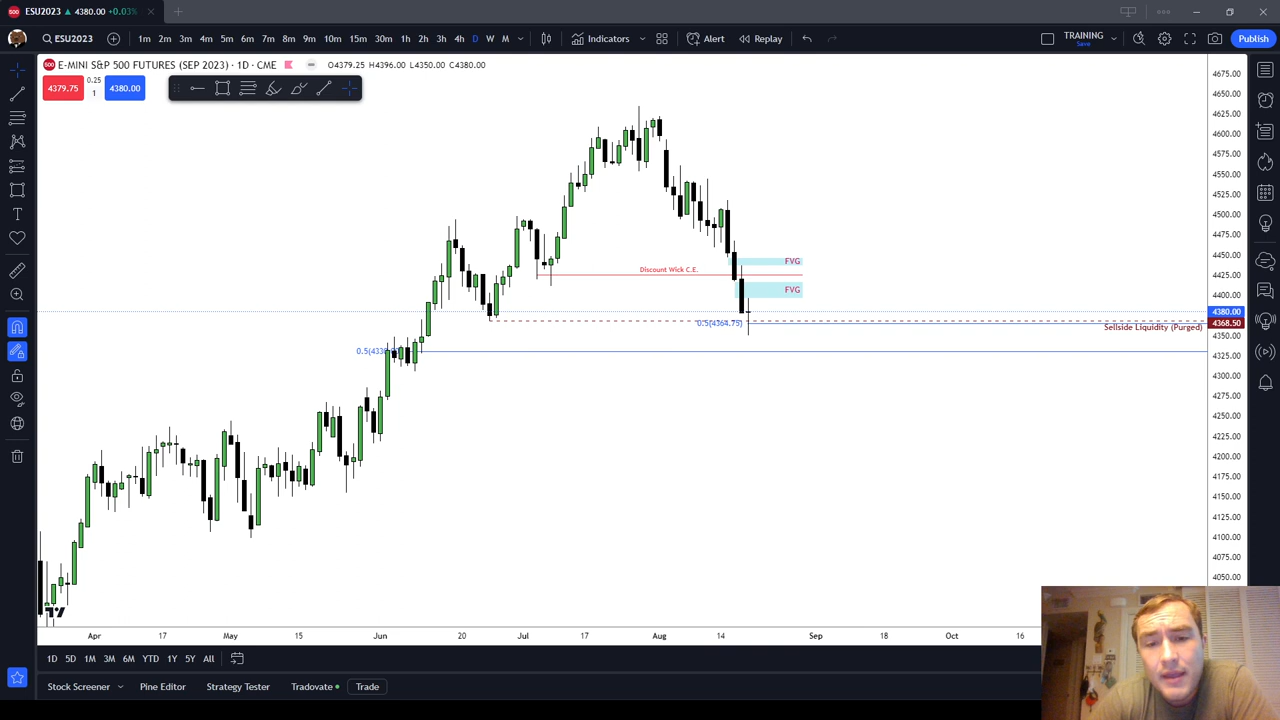 ESU2023 ▲ 4380.00 +0.03%
ESU2023
1m 2m 3m 4m 5m 6m 7m 8m 9m 10m 15m 30m 1h 2h 3h 4h D W M
Indicators
Alert
Replay
TRAINING
Save
Publish
E-MINI S&P 500 FUTURES (SEP 2023) · 1D · CME
O4379.25 H4396.00 L4350.00 C4380.00
4379.75
0.25
1
4380.00
4675.00
4650.00
4625.00
4600.00
4575.00
4550.00
4525.00
4500.00
4475.00
4450.00
4425.00
4400.00
4380.00
4368.50
4350.00
4325.00
4300.00
4275.00
4250.00
4225.00
4200.00
4175.00
4150.00
4125.00
4100.00
4075.00
4050.00
FVG
Discount Wick C.E.
FVG
0.5(4364.75)
Sellside Liquidity (Purged)
Apr 17 May 15 Jun 20 Jul 17 Aug 14 Sep 18 Oct 16
1D 5D 1M 3M 6M YTD 1Y 5Y All
Stock Screener
Pine Editor
Strategy Tester
Tradovate
Trade